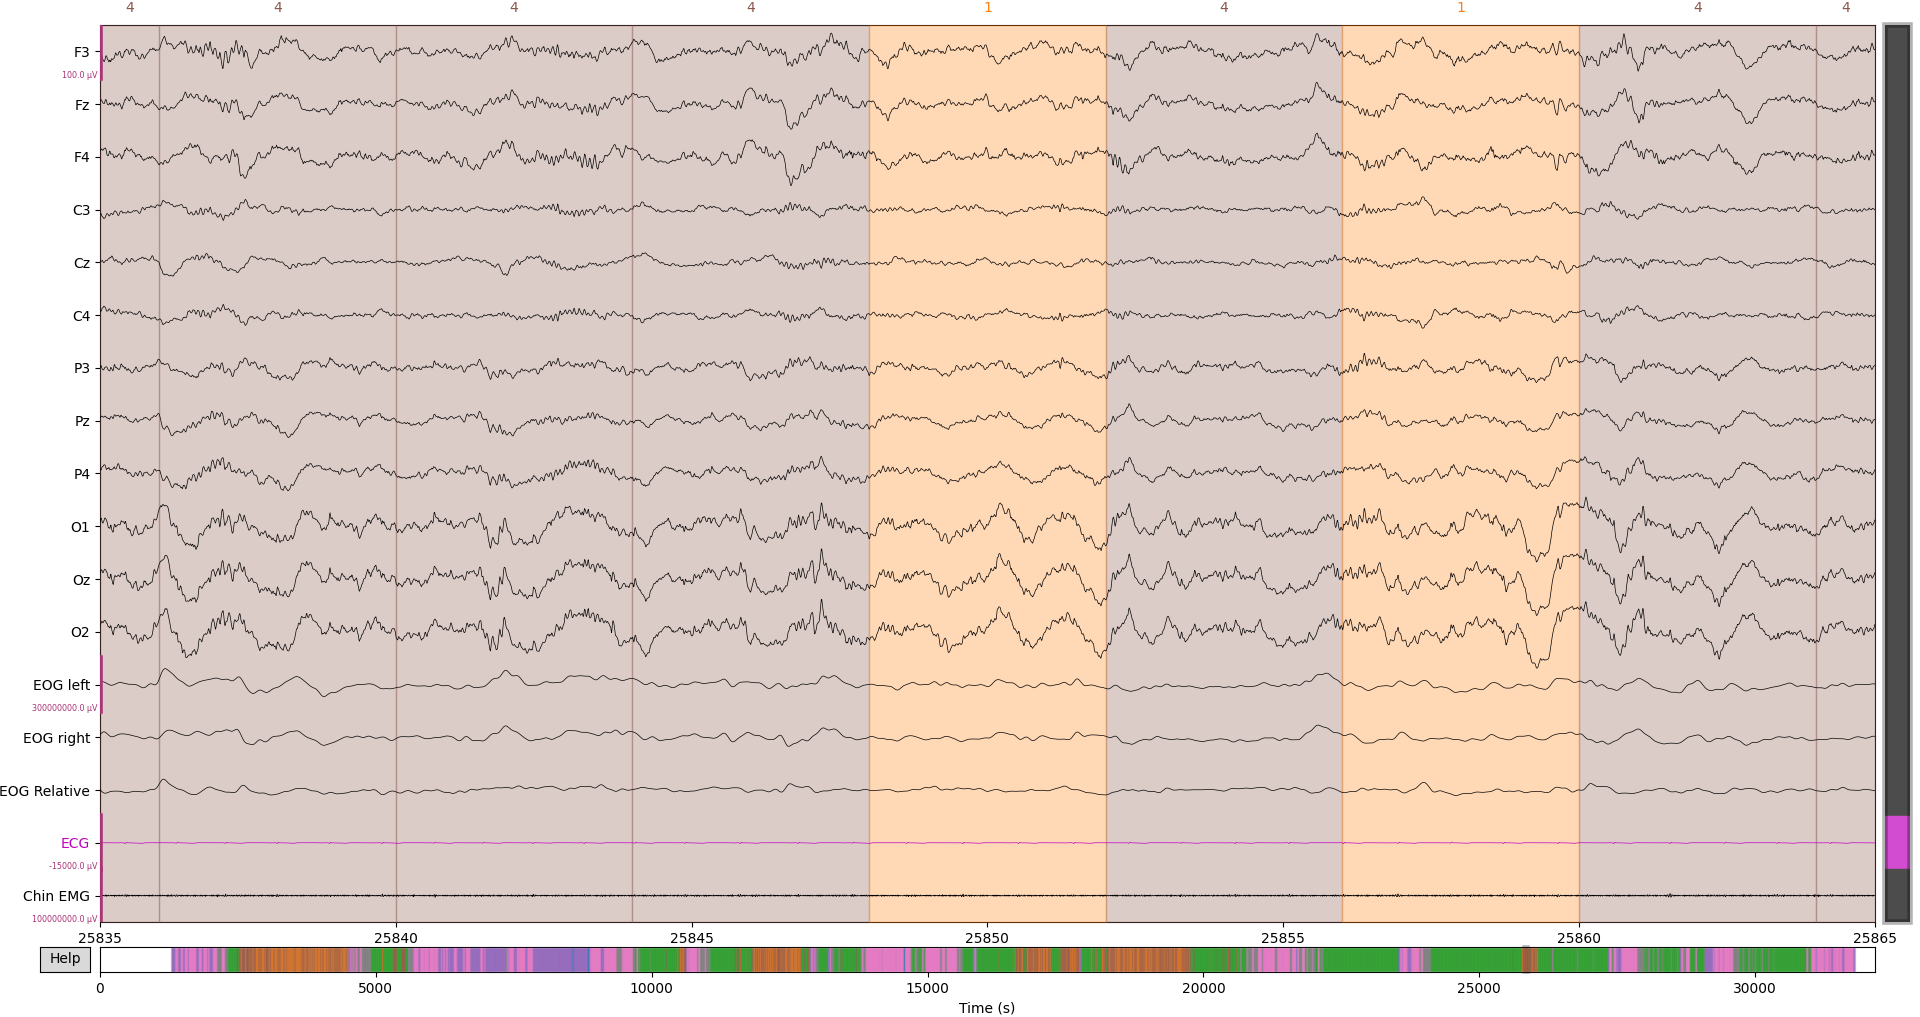 4 4 4 4 1 4 1 4 4
F3
100.0 µV
Fz
F4
C3
Cz
C4
P3
Pz
P4
O1
Oz
O2
EOG left
300000000.0 µV
EOG right
EOG Relative
ECG
-15000.0 µV
Chin EMG
100000000.0 µV
25835 25840 25845 25850 25855 25860 25865
Help
0 5000 10000 15000 20000 25000 30000
Time (s)